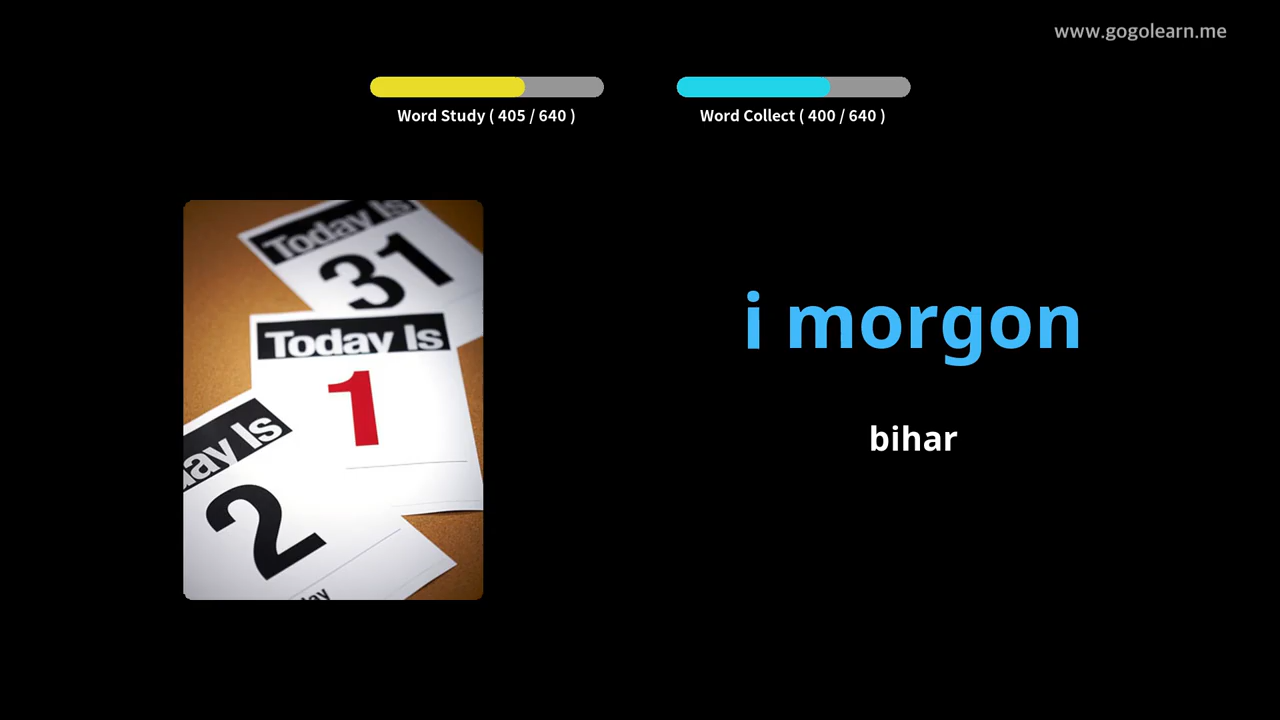 www.gogolearn.me
Word Study ( 405 / 640 )
Word Collect ( 400 / 640 )
Today Is
31
Today Is
1
ay Is
2
ay
i morgon
bihar